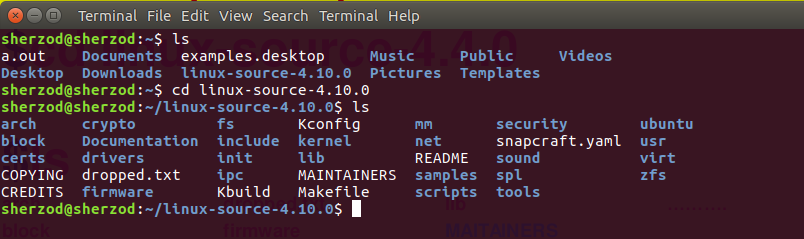 Terminal File Edit View Search Terminal Help
sherzod@sherzod:~$ ls
a.out Documents examples.desktop Music Public Videos
Desktop Downloads linux-source-4.10.0 Pictures Templates
sherzod@sherzod:~$ cd linux-source-4.10.0
sherzod@sherzod:~/linux-source-4.10.0$ ls
arch crypto fs Kconfig mm security ubuntu
block Documentation include kernel net snapcraft.yaml usr
certs drivers init lib README sound virt
COPYING dropped.txt ipc MAINTAINERS samples spl zfs
CREDITS firmware Kbuild Makefile scripts tools
sherzod@sherzod:~/linux-source-4.10.0$